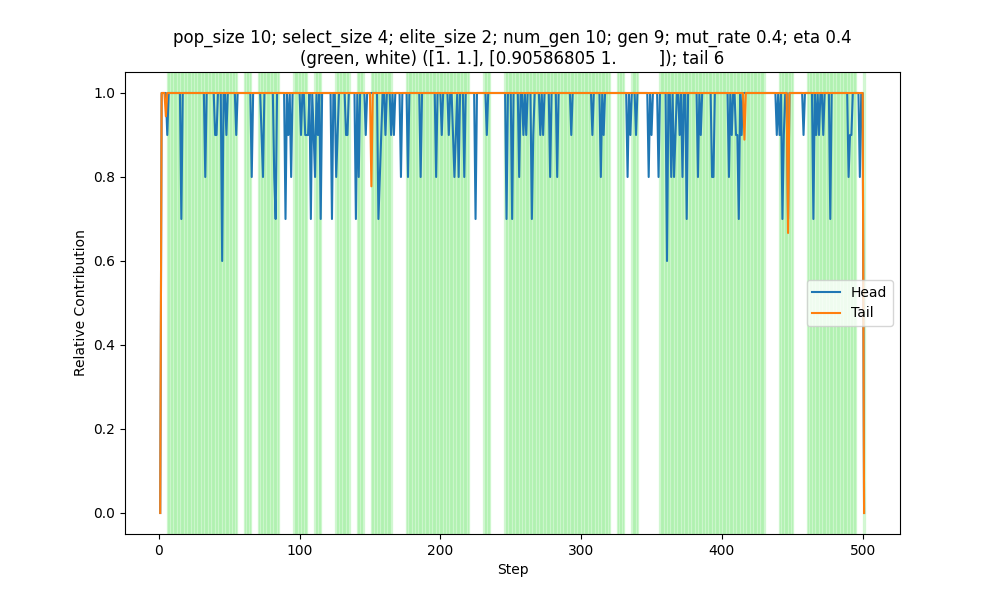 pop_size 10; select_size 4; elite_size 2; num_gen 10; gen 9; mut_rate 0.4; eta 0.4
(green, white) ([1. 1.], [0.90586805 1.         ]); tail 6
1.0
0.8
0.6
0.4
0.2
0.0
Relative Contribution
Head
Tail
0
100
200
300
400
500
Step